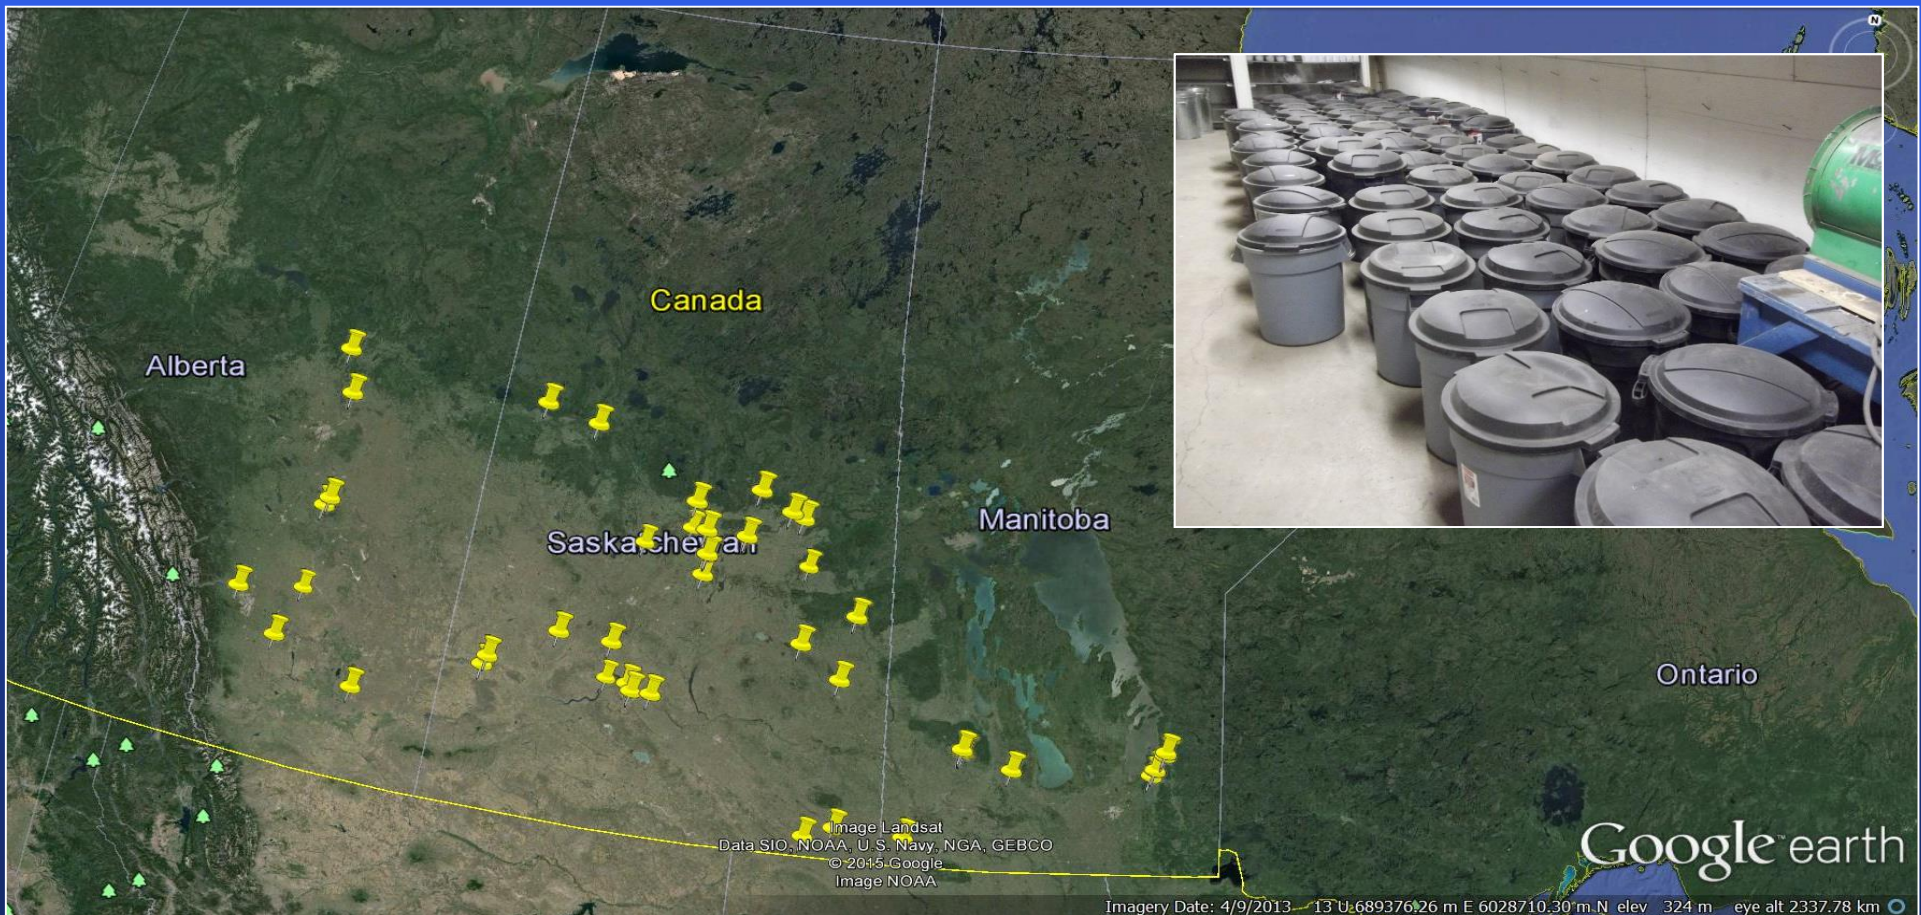 N
Canada
Alberta
Saskatchewan
Manitoba
Ontario
Image Landsat
Data SIO, NOAA, U.S. Navy, NGA, GEBCO
© 2015 Google
Image NOAA
Google earth
Imagery Date: 4/9/2013 13 U 689376.26 m E 6028710.30 m N elev 324 m eye alt 2337.78 km